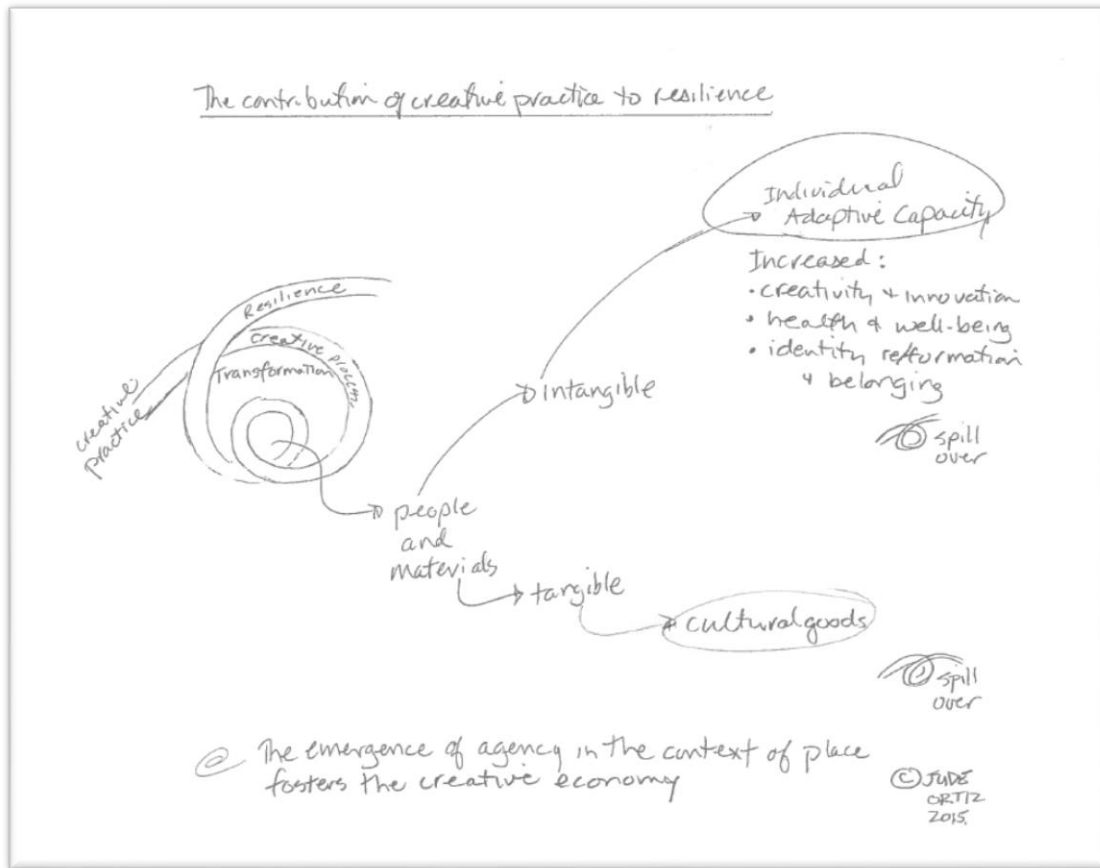 The contribution of creative practice to resilience
Individual
Adaptive Capacity
Increased:
• creativity + innovation
• health + well-being
• identity re/formation
+ belonging
spill
over
Resilience
creative process
Transformation
creative
practice
intangible
people
and
materials
tangible
cultural goods
spill
over
@ The emergence of agency in the context of place
fosters the creative economy
© JUDE
ORTIZ
2015.